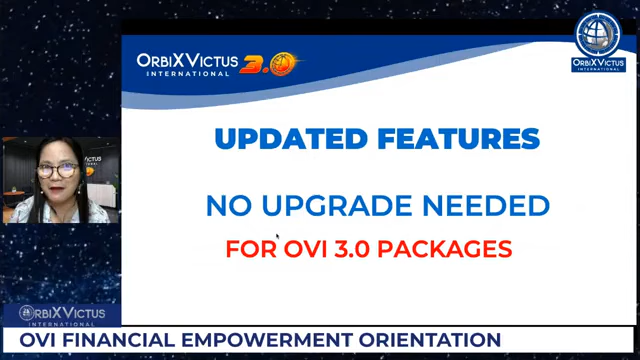 ORBIXVICTUS
INTERNATIONAL
3.0
ORBIXVICTUS
INTERNATIONAL
UPDATED FEATURES
NO UPGRADE NEEDED
FOR OVI 3.0 PACKAGES
ORBIXVICTUS
INTERNATIONAL
OVI FINANCIAL EMPOWERMENT ORIENTATION